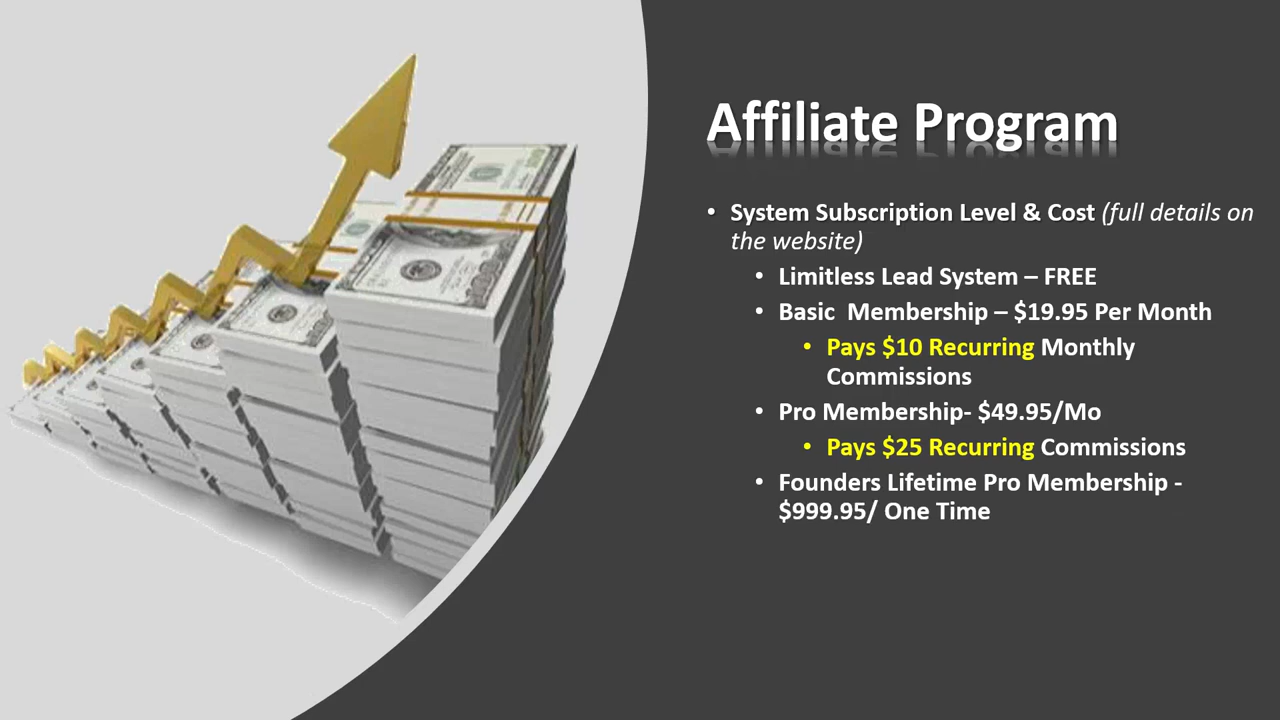 Affiliate Program
• System Subscription Level & Cost (full details on
the website)
• Limitless Lead System – FREE
• Basic  Membership – $19.95 Per Month
• Pays $10 Recurring Monthly
Commissions
• Pro Membership- $49.95/Mo
• Pays $25 Recurring Commissions
• Founders Lifetime Pro Membership -
$999.95/ One Time